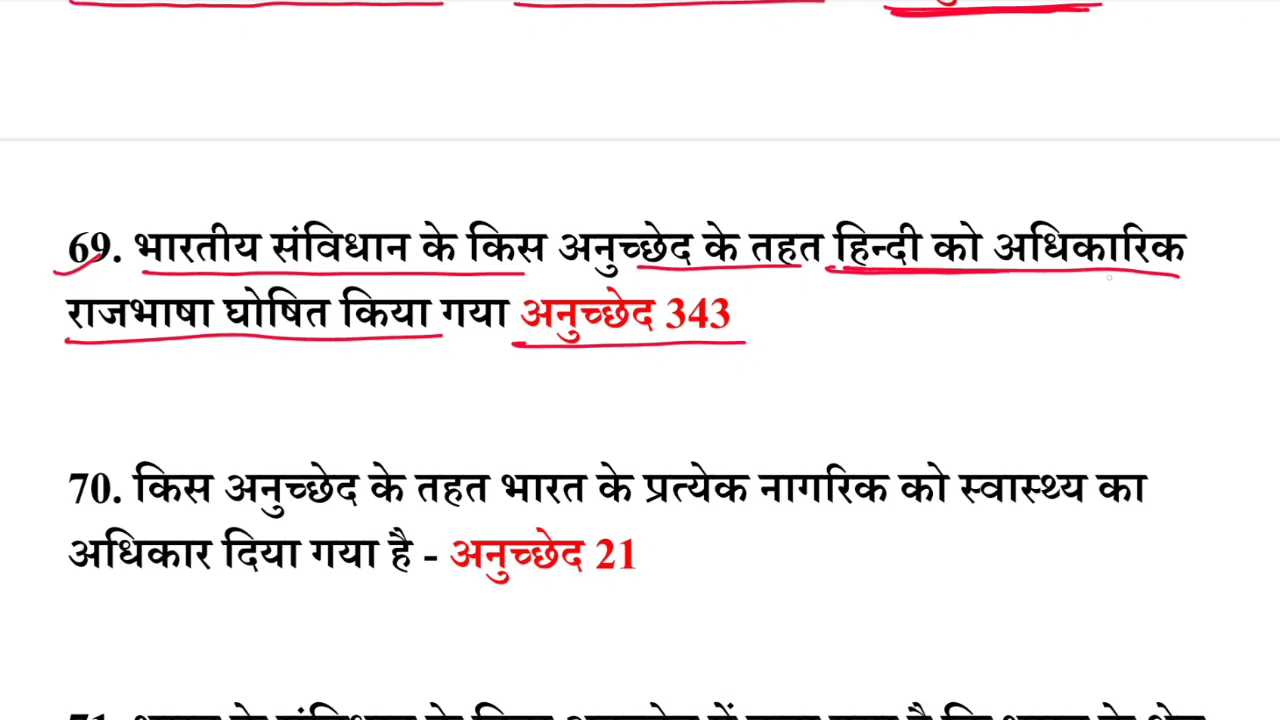 69. भारतीय संविधान के किस अनुच्छेद के तहत हिन्दी को अधिकारिक
राजभाषा घोषित किया गया अनुच्छेद 343
70. किस अनुच्छेद के तहत भारत के प्रत्येक नागरिक को स्वास्थ्य का
अधिकार दिया गया है - अनुच्छेद 21